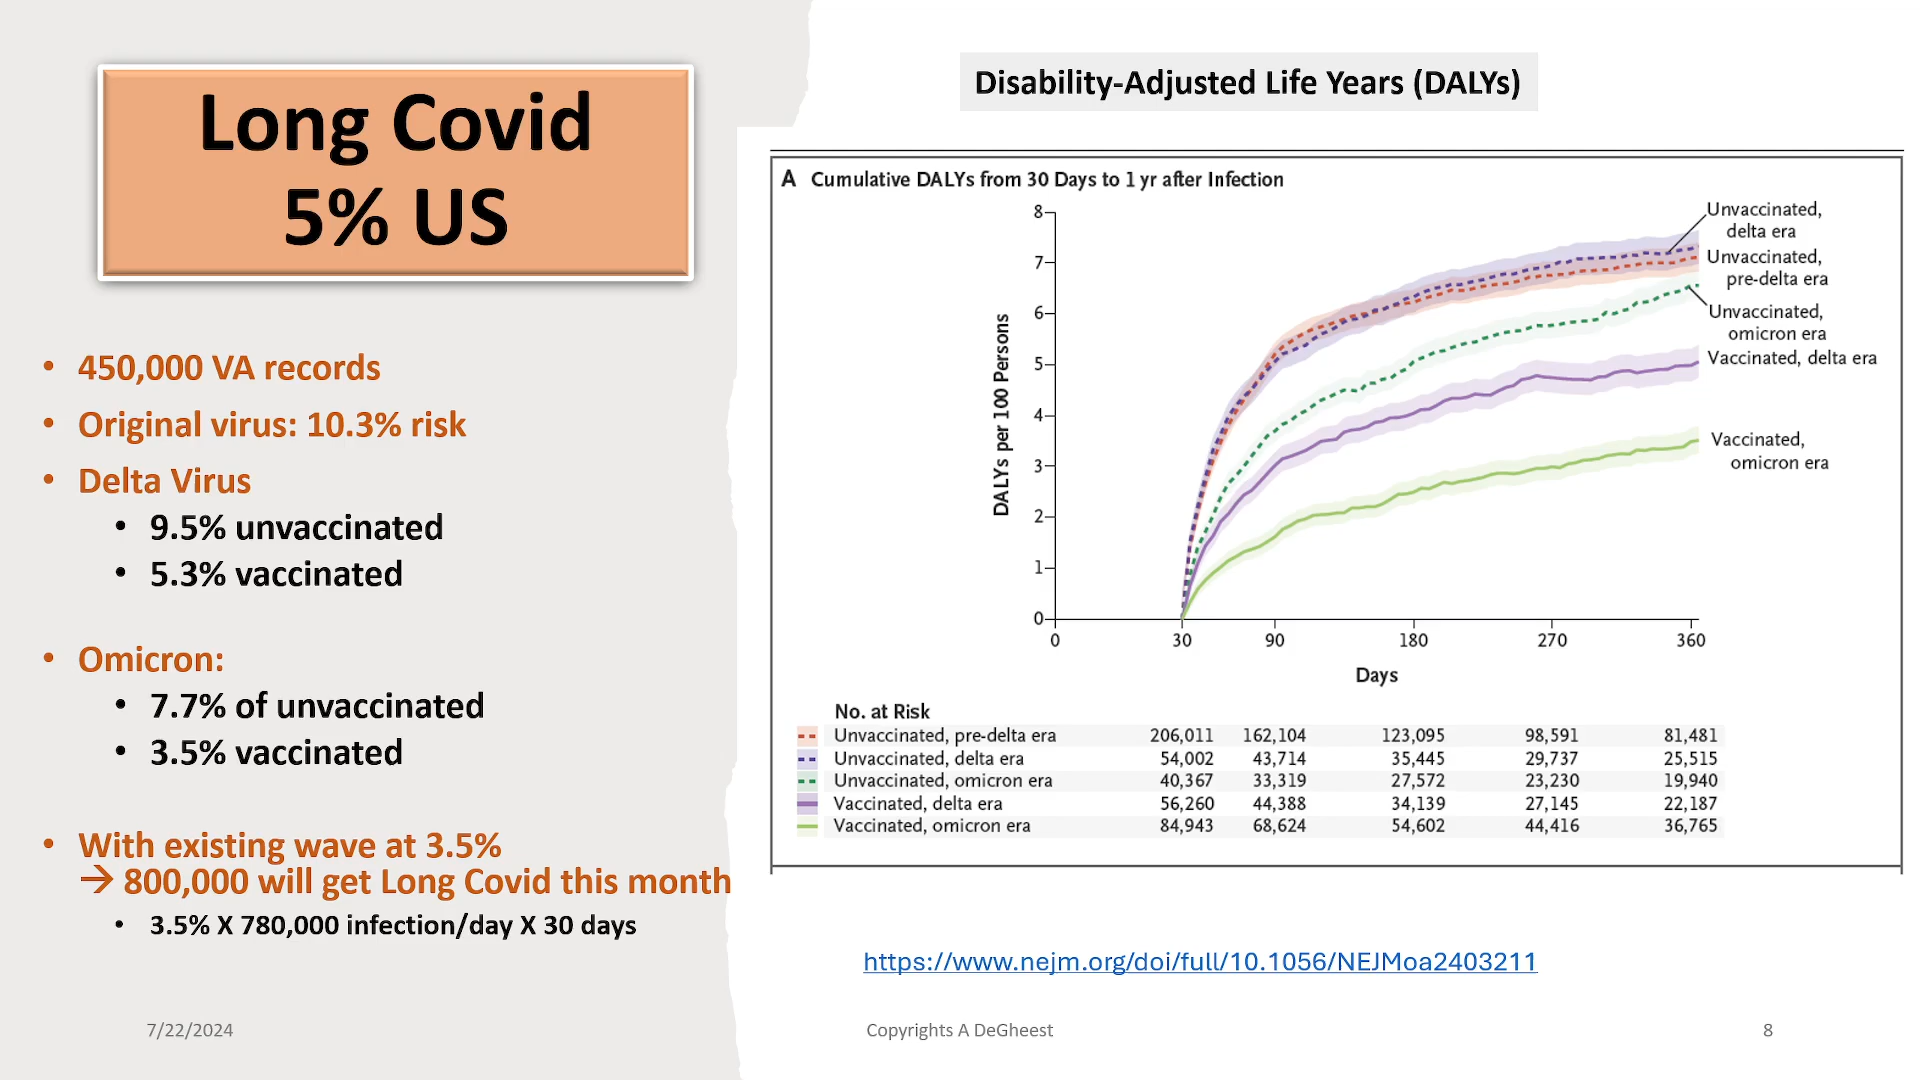 Long Covid
5% US
• 450,000 VA records
• Original virus: 10.3% risk
• Delta Virus
• 9.5% unvaccinated
• 5.3% vaccinated
• Omicron:
• 7.7% of unvaccinated
• 3.5% vaccinated
• With existing wave at 3.5%
→ 800,000 will get Long Covid this month
• 3.5% X 780,000 infection/day X 30 days
Disability-Adjusted Life Years (DALYs)
A Cumulative DALYs from 30 Days to 1 yr after Infection
DALYs per 100 Persons
8
7
6
5
4
3
2
1
0
0 30 90 180 270 360
Days
Unvaccinated,
delta era
Unvaccinated,
pre-delta era
Unvaccinated,
omicron era
Vaccinated, delta era
Vaccinated,
omicron era
No. at Risk
Unvaccinated, pre-delta era 206,011 162,104 123,095 98,591 81,481
Unvaccinated, delta era 54,002 43,714 35,445 29,737 25,515
Unvaccinated, omicron era 40,367 33,319 27,572 23,230 19,940
Vaccinated, delta era 56,260 44,388 34,139 27,145 22,187
Vaccinated, omicron era 84,943 68,624 54,602 44,416 36,765
https://www.nejm.org/doi/full/10.1056/NEJMoa2403211
7/22/2024
Copyrights A DeGheest
8